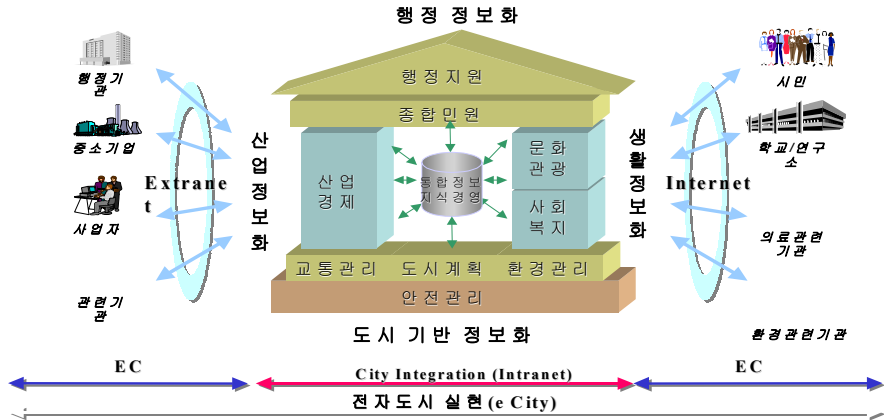 행정 정보화
행정기
관
중소기업
사업자
관련기
관
Extrane
t
산업정보화
행정지원
종합민원
산업
경제
통합정보
지식경영
문화
관광
사회
복지
교통관리 도시계획 환경관리
안전관리
도시 기반 정보화
생활정보화
Internet
시민
학교/연구
소
의료관련
기관
환경관련기관
EC
City Integration (Intranet)
EC
전자도시 실현 (e City)